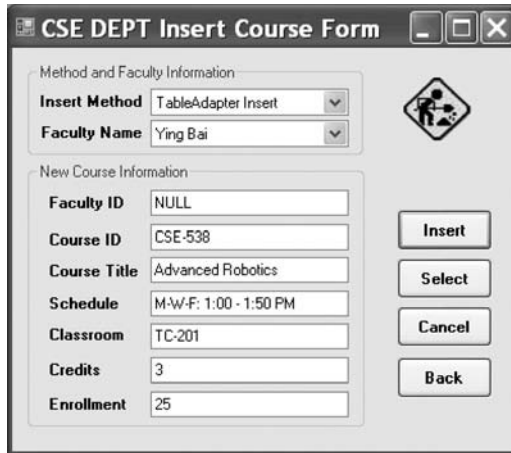 CSE DEPT Insert Course Form
Method and Faculty Information
Insert Method TableAdapter Insert
Faculty Name Ying Bai
New Course Information
Faculty ID NULL
Course ID CSE-538
Course Title Advanced Robotics
Schedule M-W-F: 1:00 - 1:50 PM
Classroom TC-201
Credits 3
Enrollment 25
Insert
Select
Cancel
Back